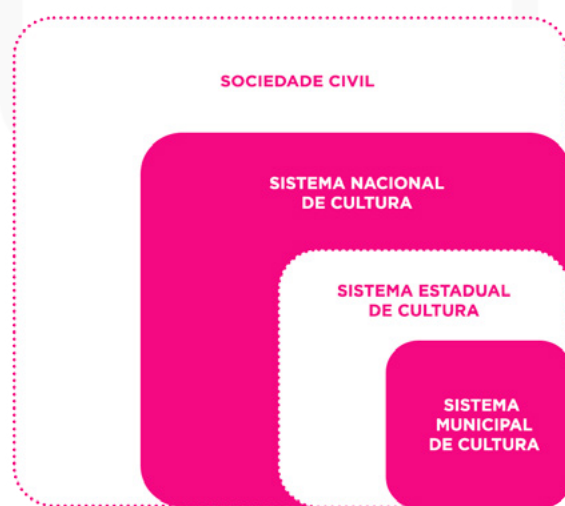 SOCIEDADE CIVIL
SISTEMA NACIONAL
DE CULTURA
SISTEMA ESTADUAL
DE CULTURA
SISTEMA
MUNICIPAL
DE CULTURA